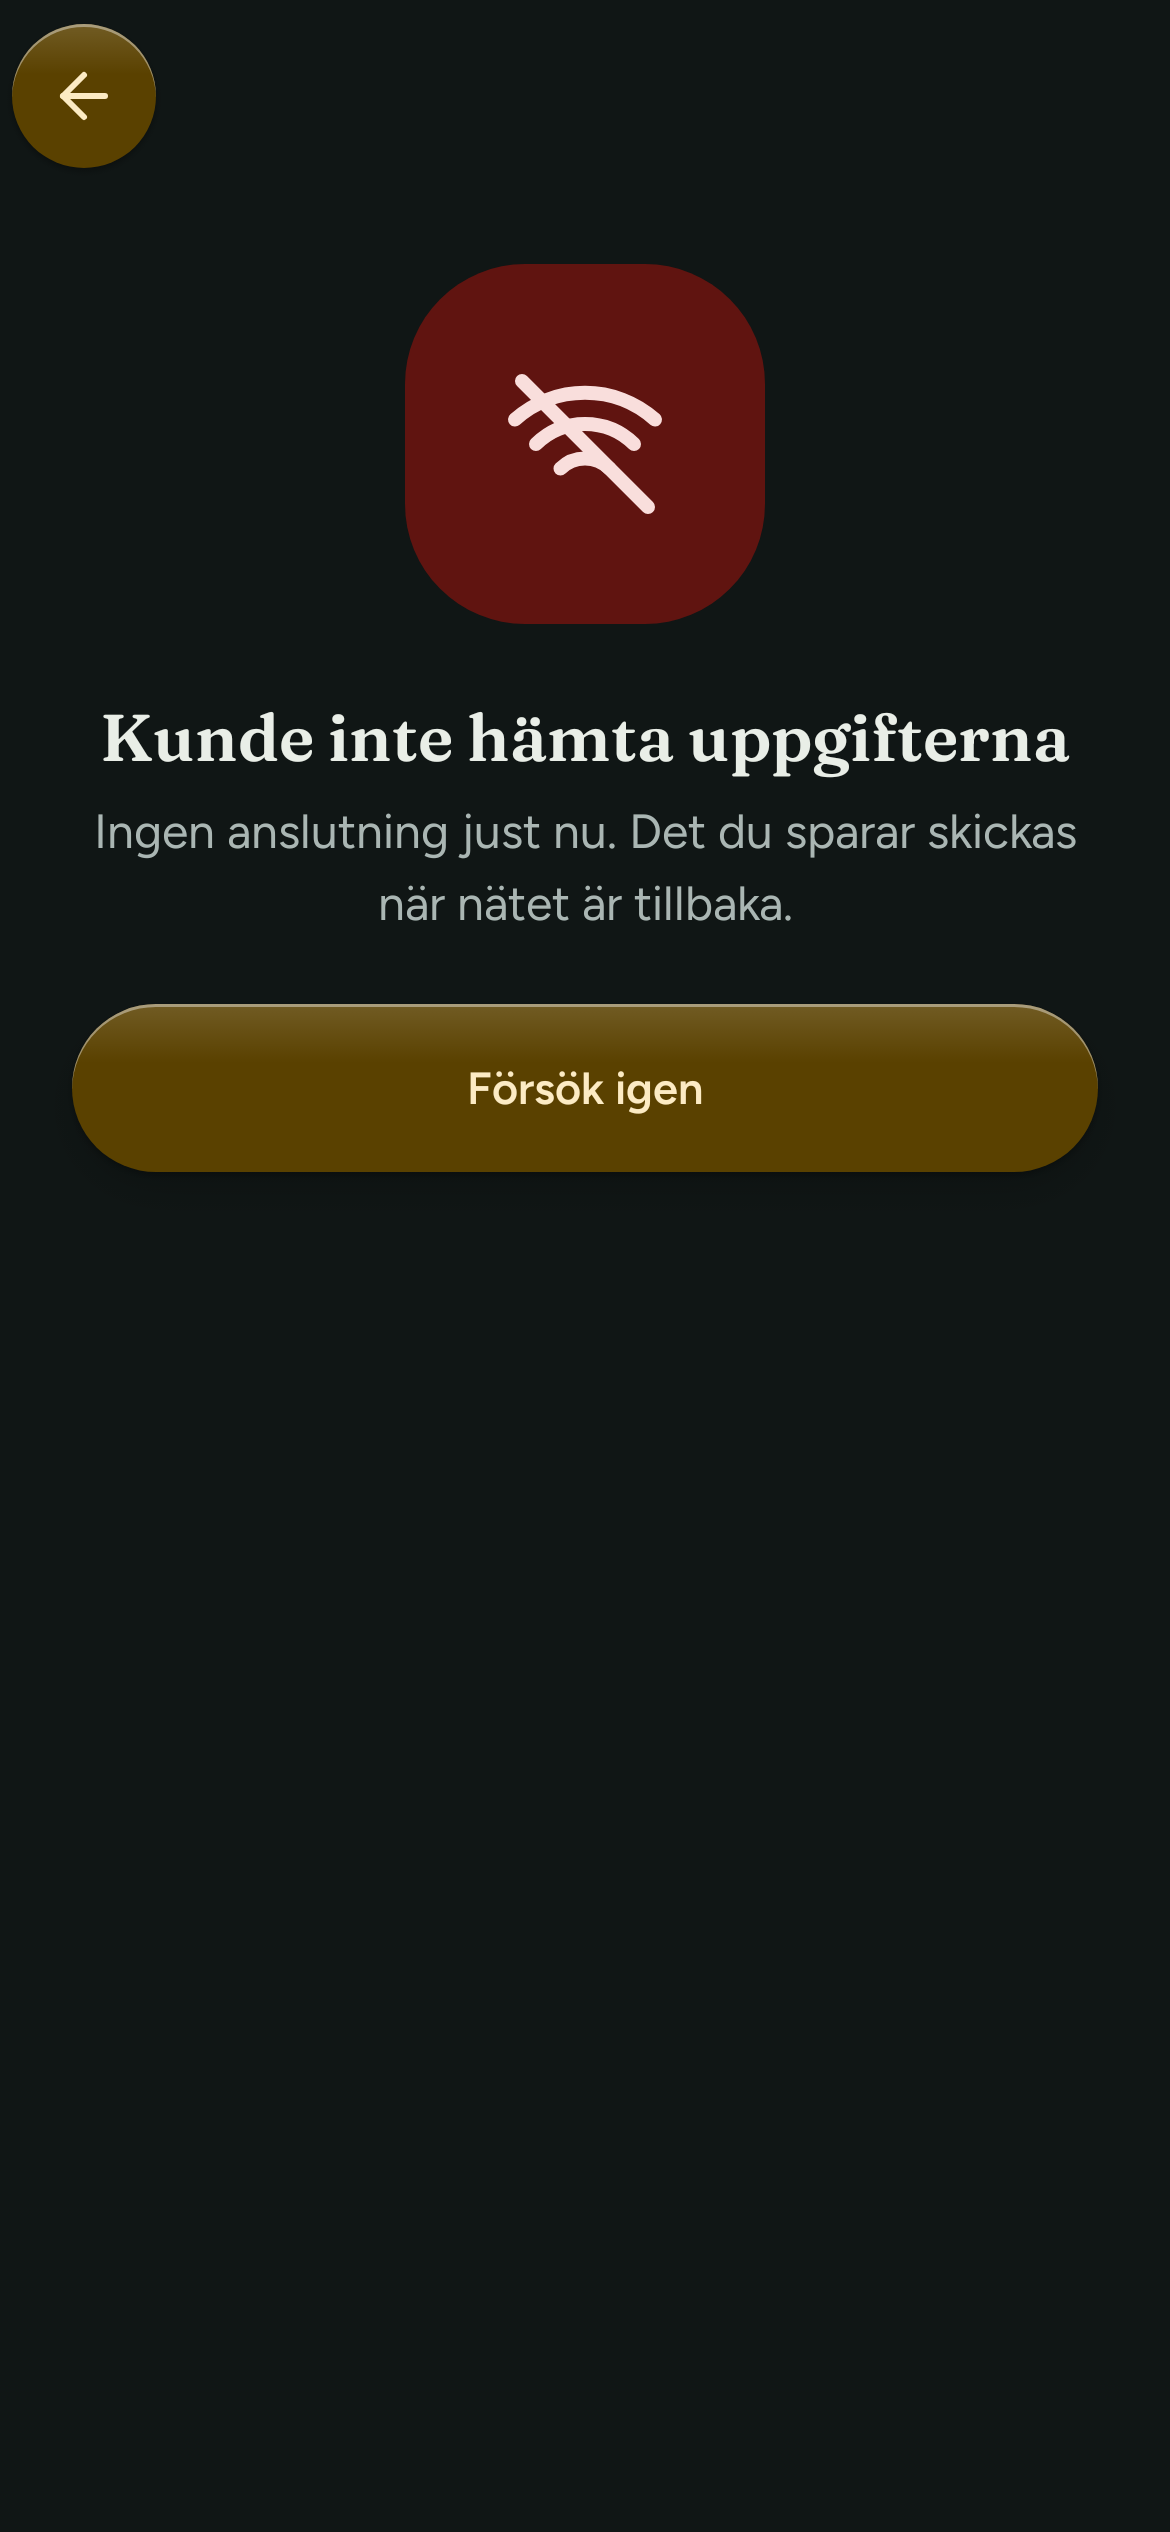 Kunde inte hämta uppgifterna
Ingen anslutning just nu. Det du sparar skickas
när nätet är tillbaka.
Försök igen